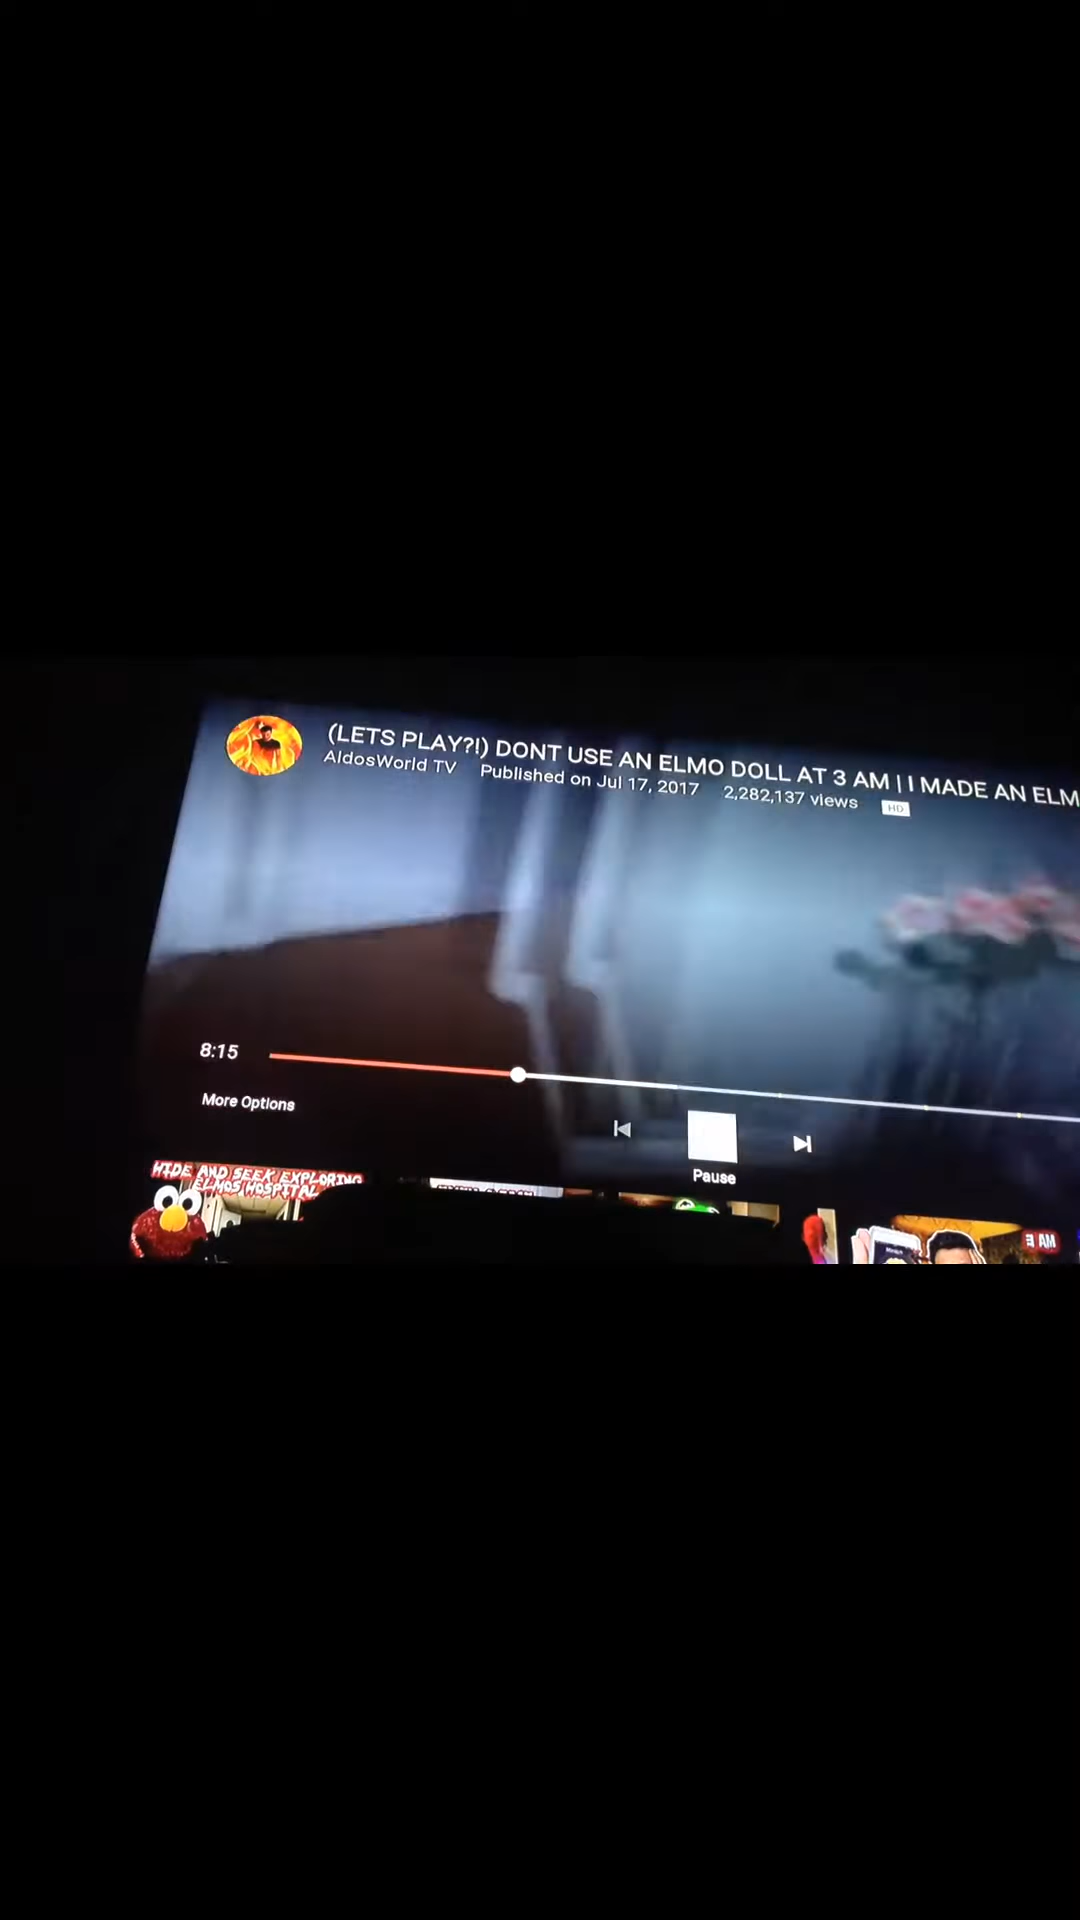 (LETS PLAY?!) DONT USE AN ELMO DOLL AT 3 AM | I MADE AN ELM
AldosWorld TV Published on Jul 17, 2017 2,282,137 views HD
8:15
More Options
Pause
HIDE AND SEEK EXPLORING
ELMOS HOSPITAL
3 AM